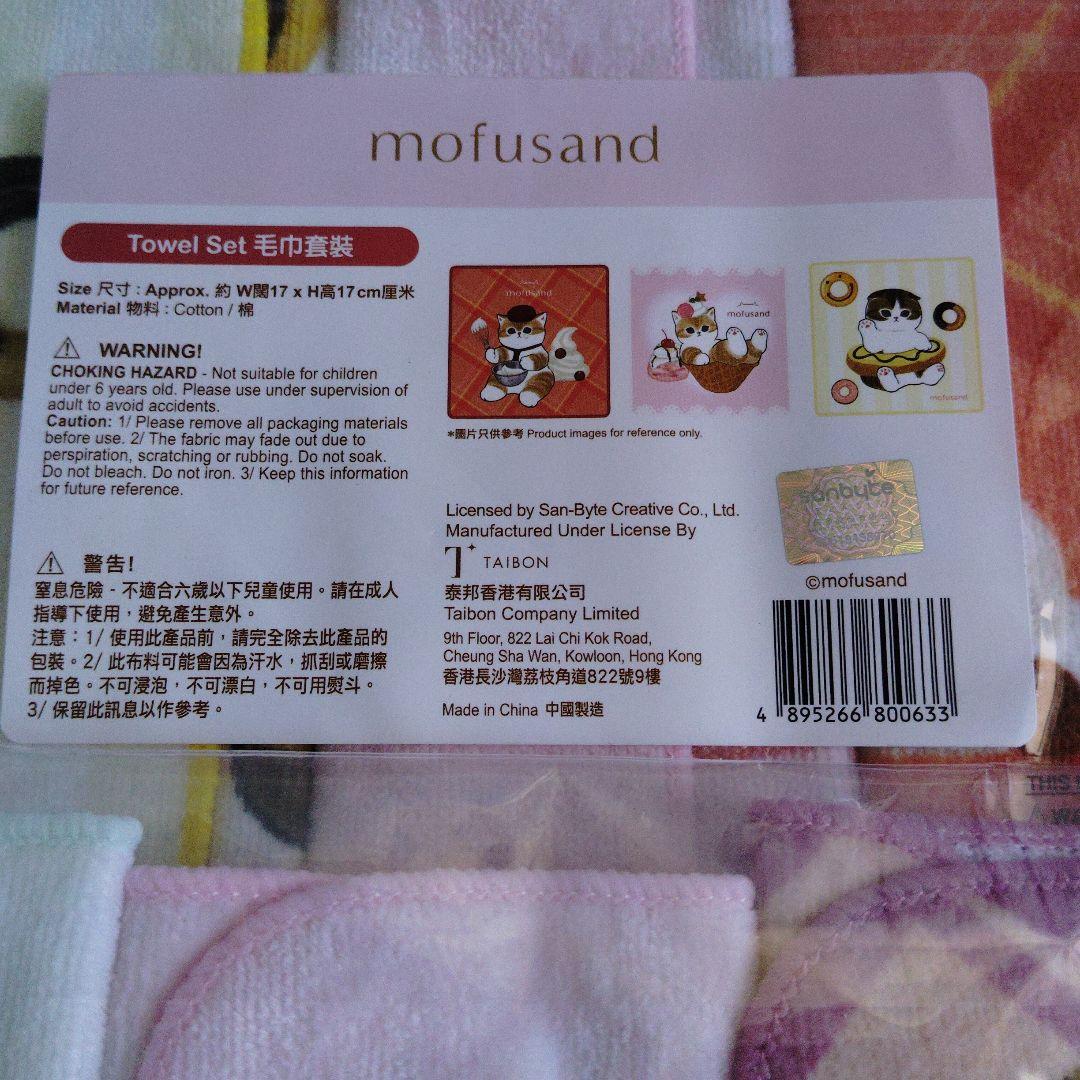 mofusand
Towel Set 毛巾套裝
Size 尺寸 : Approx. 約 W闊17 x H高17cm厘米
Material 物料 : Cotton / 棉
WARNING!
CHOKING HAZARD - Not suitable for children
under 6 years old. Please use under supervision of
adult to avoid accidents.
Caution: 1/ Please remove all packaging materials
before use. 2/ The fabric may fade out due to
perspiration, scratching or rubbing. Do not soak.
Do not bleach. Do not iron. 3/ Keep this information
for future reference.
警告!
窒息危險 - 不適合六歲以下兒童使用。請在成人
指導下使用，避免產生意外。
注意：1/ 使用此產品前，請完全除去此產品的
包裝。2/ 此布料可能會因為汗水，抓刮或磨擦
而掉色。不可浸泡，不可漂白，不可用熨斗。
3/ 保留此訊息以作參考。
mofusand
mofusand
mofusand
*圖片只供參考 Product images for reference only.
Licensed by San-Byte Creative Co., Ltd.
Manufactured Under License By
TAIBON
泰邦香港有限公司
Taibon Company Limited
9th Floor, 822 Lai Chi Kok Road,
Cheung Sha Wan, Kowloon, Hong Kong
香港長沙灣荔枝角道822號9樓
Made in China 中國製造
sanbyte
©mofusand
4 895266 800633
THIS